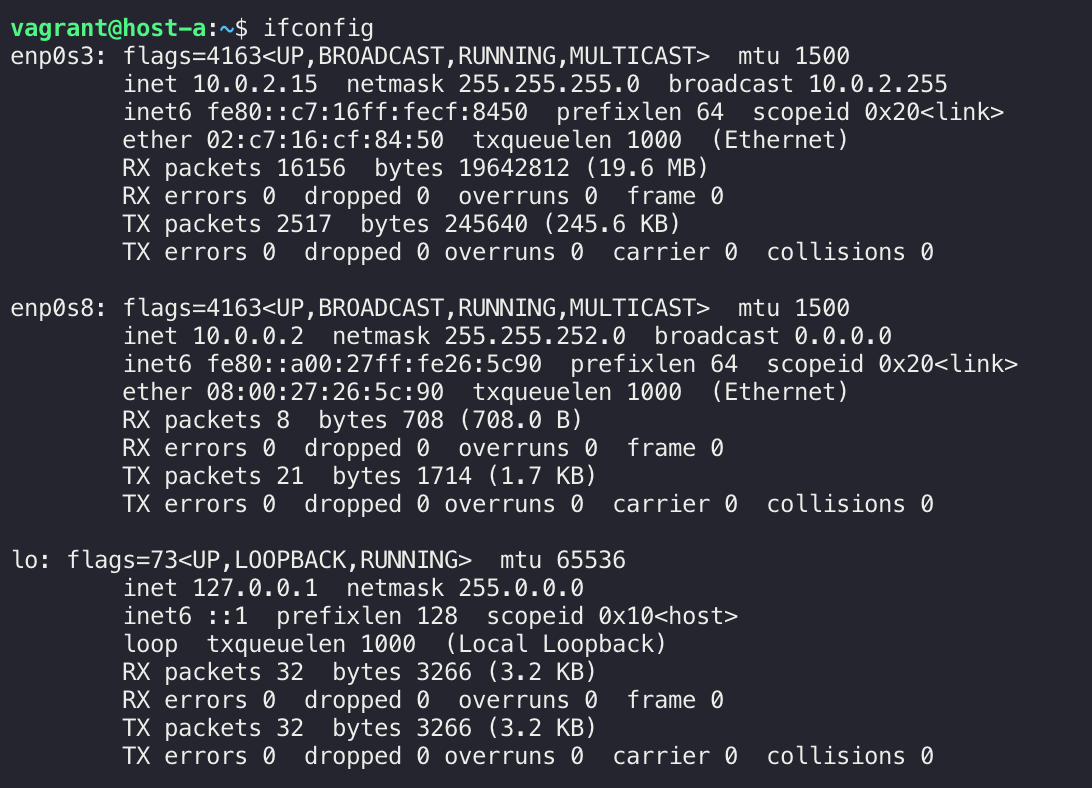 vagrant@host-a:~$ ifconfig
enp0s3: flags=4163<UP,BROADCAST,RUNNING,MULTICAST>  mtu 1500
        inet 10.0.2.15  netmask 255.255.255.0  broadcast 10.0.2.255
        inet6 fe80::c7:16ff:fecf:8450  prefixlen 64  scopeid 0x20<link>
        ether 02:c7:16:cf:84:50  txqueuelen 1000  (Ethernet)
        RX packets 16156  bytes 19642812 (19.6 MB)
        RX errors 0  dropped 0  overruns 0  frame 0
        TX packets 2517  bytes 245640 (245.6 KB)
        TX errors 0  dropped 0 overruns 0  carrier 0  collisions 0

enp0s8: flags=4163<UP,BROADCAST,RUNNING,MULTICAST>  mtu 1500
        inet 10.0.0.2  netmask 255.255.252.0  broadcast 0.0.0.0
        inet6 fe80::a00:27ff:fe26:5c90  prefixlen 64  scopeid 0x20<link>
        ether 08:00:27:26:5c:90  txqueuelen 1000  (Ethernet)
        RX packets 8  bytes 708 (708.0 B)
        RX errors 0  dropped 0  overruns 0  frame 0
        TX packets 21  bytes 1714 (1.7 KB)
        TX errors 0  dropped 0 overruns 0  carrier 0  collisions 0

lo: flags=73<UP,LOOPBACK,RUNNING>  mtu 65536
        inet 127.0.0.1  netmask 255.0.0.0
        inet6 ::1  prefixlen 128  scopeid 0x10<host>
        loop  txqueuelen 1000  (Local Loopback)
        RX packets 32  bytes 3266 (3.2 KB)
        RX errors 0  dropped 0  overruns 0  frame 0
        TX packets 32  bytes 3266 (3.2 KB)
        TX errors 0  dropped 0 overruns 0  carrier 0  collisions 0